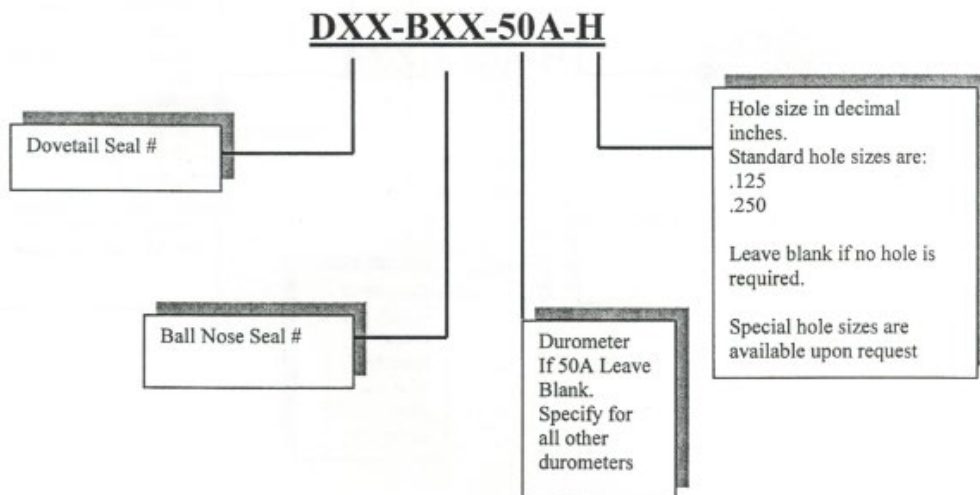 DXX-BXX-50A-H
Dovetail Seal #
Ball Nose Seal #
Durometer
If 50A Leave
Blank.
Specify for
all other
durometers
Hole size in decimal
inches.
Standard hole sizes are:
.125
.250
Leave blank if no hole is
required.
Special hole sizes are
available upon request